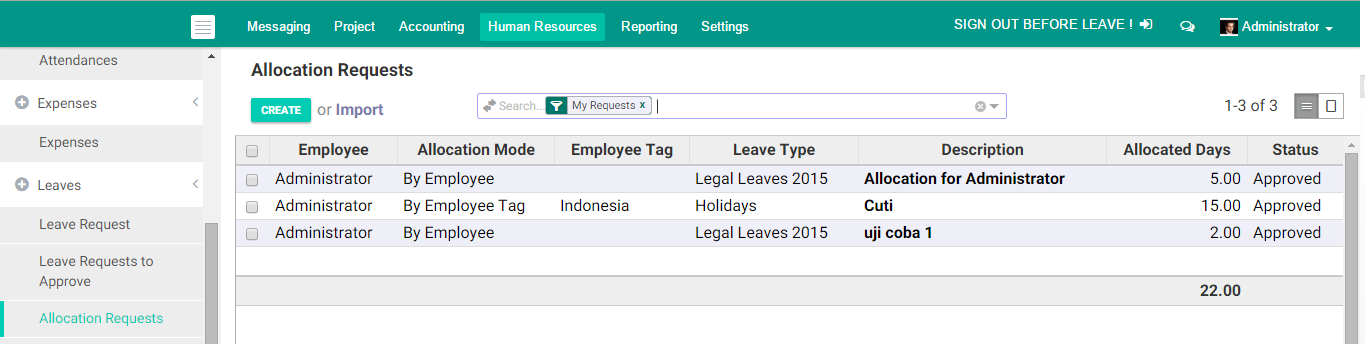 Messaging Project Accounting Human Resources Reporting Settings SIGN OUT BEFORE LEAVE ! Administrator
Attendances
Expenses
Expenses
Leaves
Leave Request
Leave Requests to
Approve
Allocation Requests
Allocation Requests
CREATE or Import Search... My Requests x 1-3 of 3
Employee Allocation Mode Employee Tag Leave Type Description Allocated Days Status
Administrator By Employee Legal Leaves 2015 Allocation for Administrator 5.00 Approved
Administrator By Employee Tag Indonesia Holidays Cuti 15.00 Approved
Administrator By Employee Legal Leaves 2015 uji coba 1 2.00 Approved
22.00